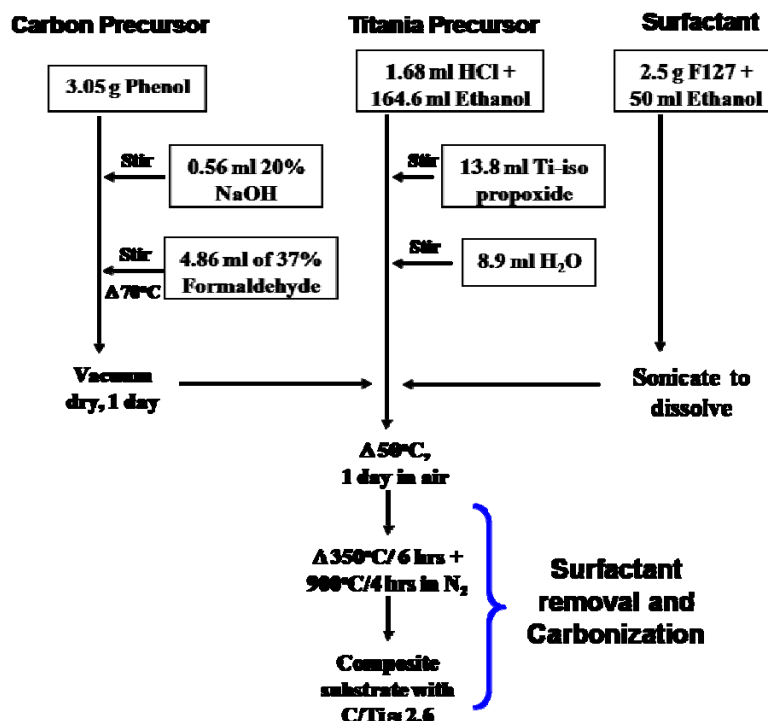 Carbon Precursor
Titania Precursor
Surfactant
3.05 g Phenol
1.68 ml HCl +
164.6 ml Ethanol
2.5 g F127 +
50 ml Ethanol
Stir
0.56 ml 20%
NaOH
Stir
13.8 ml Ti-iso
propoxide
Stir
Δ70°C
4.86 ml of 37%
Formaldehyde
Stir
8.9 ml H₂O
Vacuum
dry, 1 day
Sonicate to
dissolve
Δ50°C,
1 day in air
Δ350°C/ 6 hrs +
900°C/4 hrs in N₂
Surfactant
removal and
Carbonization
Composite
substrate with
C/Ti ≈ 2.6